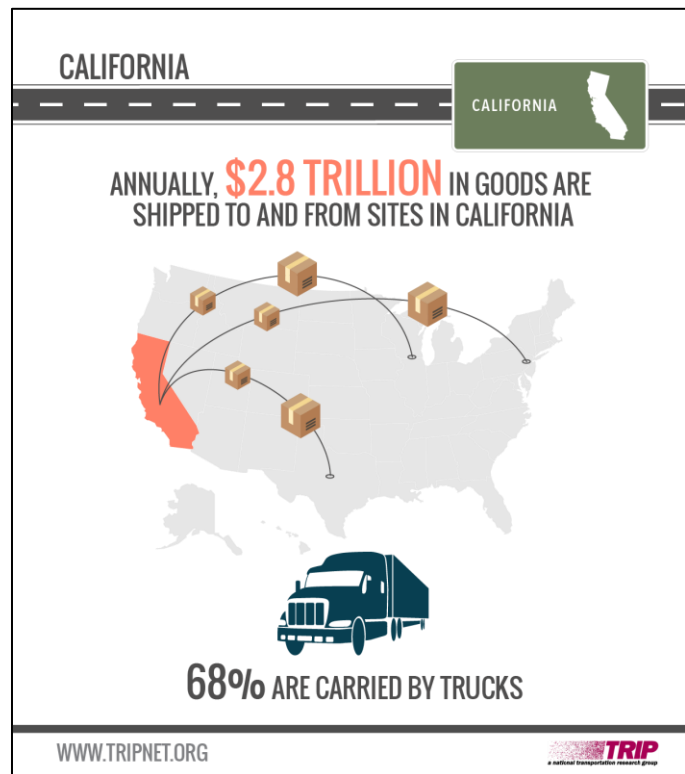 CALIFORNIA
CALIFORNIA
ANNUALLY, $2.8 TRILLION IN GOODS ARE
SHIPPED TO AND FROM SITES IN CALIFORNIA
68% ARE CARRIED BY TRUCKS
WWW.TRIPNET.ORG
TRIP
a national transportation research group